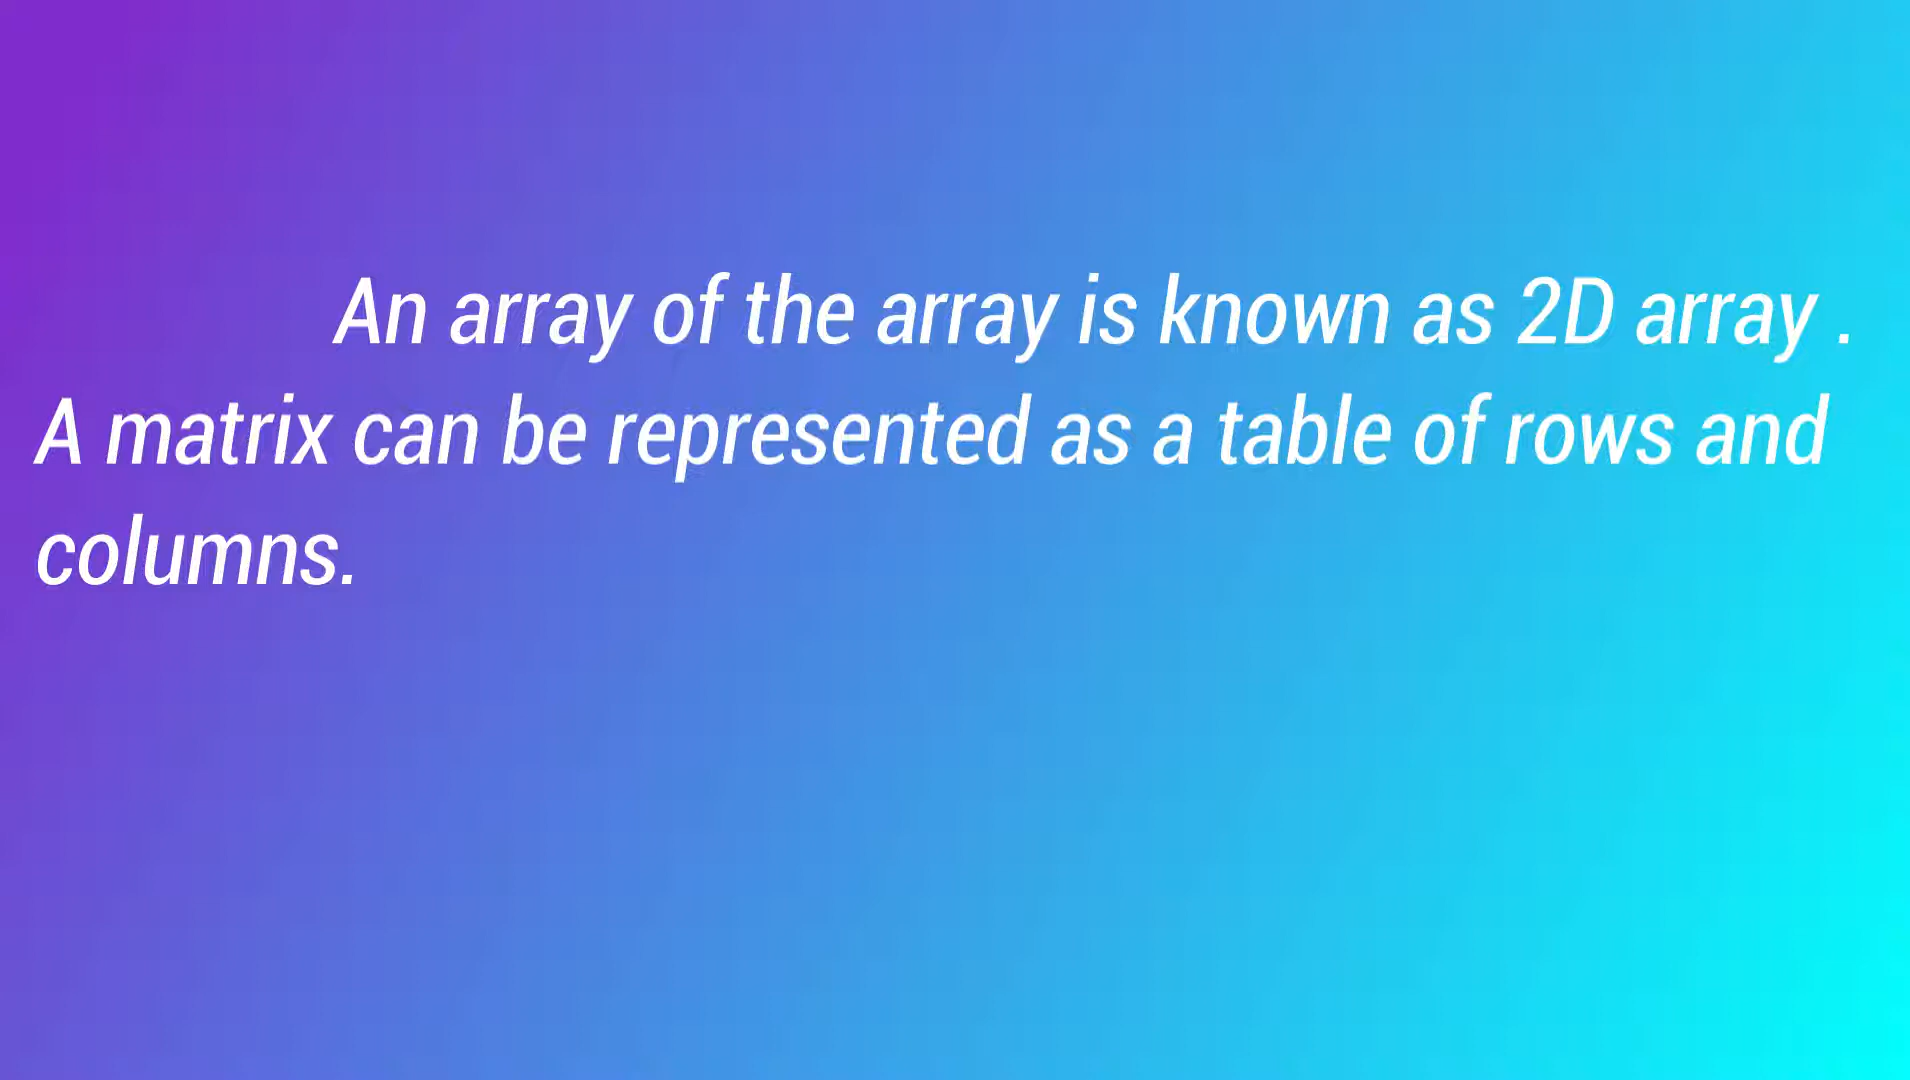 An array of the array is known as 2D array .
A matrix can be represented as a table of rows and
columns.